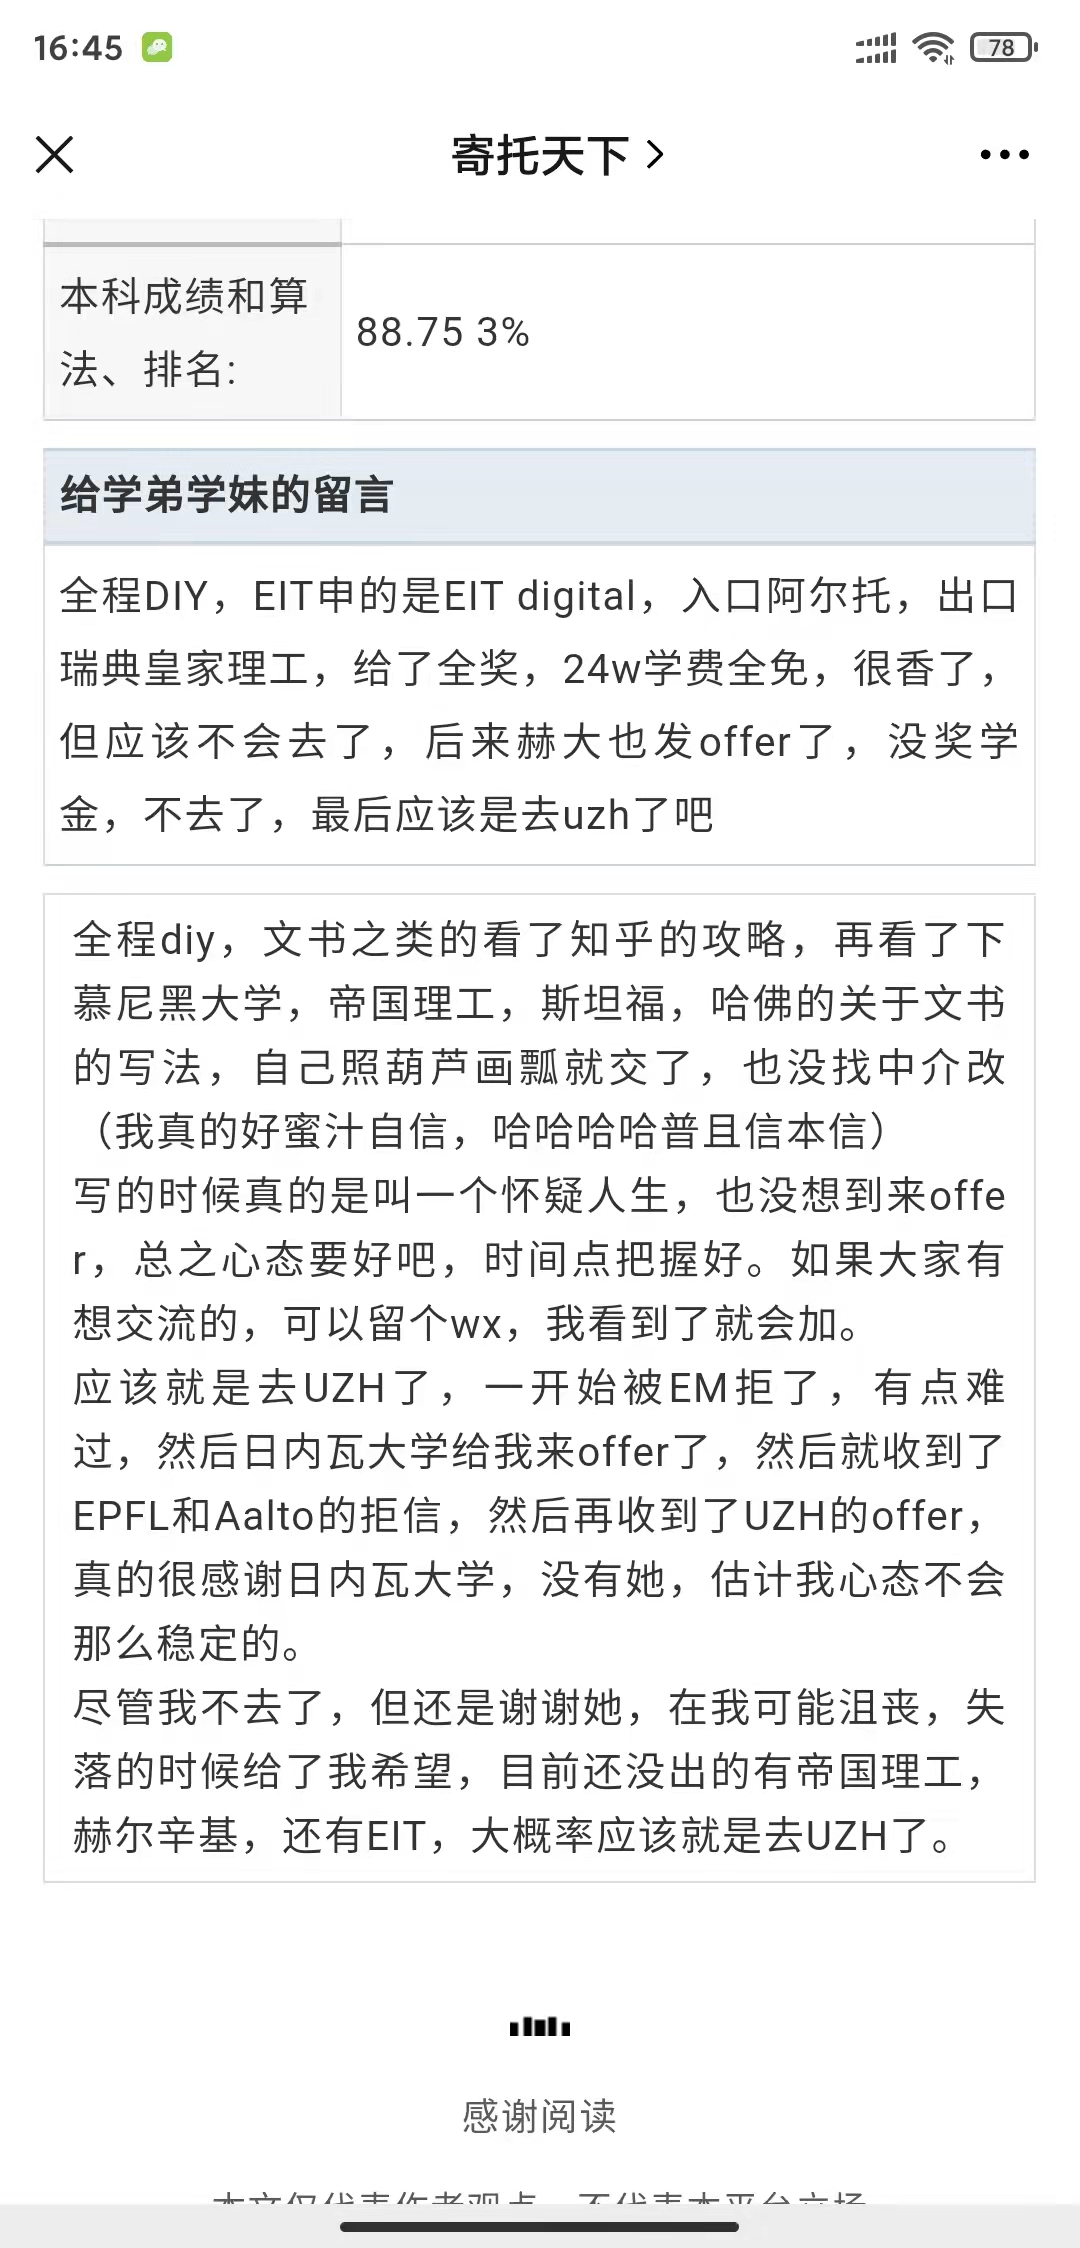 16:45
78
寄托天下
本科成绩和算
法、排名:
88.75 3%
给学弟学妹的留言
全程DIY，EIT申的是EIT digital，入口阿尔托，出口
瑞典皇家理工，给了全奖，24w学费全免，很香了，
但应该不会去了，后来赫大也发offer了，没奖学
金，不去了，最后应该是去uzh了吧
全程diy，文书之类的看了知乎的攻略，再看了下
慕尼黑大学，帝国理工，斯坦福，哈佛的关于文书
的写法，自己照葫芦画瓢就交了，也没找中介改
（我真的好蜜汁自信，哈哈哈哈普且信本信）
写的时候真的是叫一个怀疑人生，也没想到来offe
r，总之心态要好吧，时间点把握好。如果大家有
想交流的，可以留个wx，我看到了就会加。
应该就是去UZH了，一开始被EM拒了，有点难
过，然后日内瓦大学给我来offer了，然后就收到了
EPFL和Aalto的拒信，然后再收到了UZH的offer，
真的很感谢日内瓦大学，没有她，估计我心态不会
那么稳定的。
尽管我不去了，但还是谢谢她，在我可能沮丧，失
落的时候给了我希望，目前还没出的有帝国理工，
赫尔辛基，还有EIT，大概率应该就是去UZH了。
感谢阅读
本文仅代表作者观点，不代表本平台立场